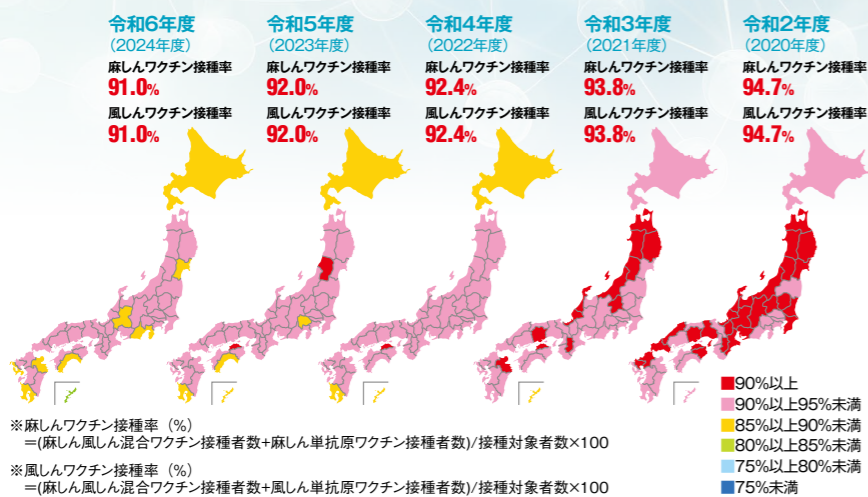 令和6年度
(2024年度)
麻しんワクチン接種率
91.0%
風しんワクチン接種率
91.0%
令和5年度
(2023年度)
麻しんワクチン接種率
92.0%
風しんワクチン接種率
92.0%
令和4年度
(2022年度)
麻しんワクチン接種率
92.4%
風しんワクチン接種率
92.4%
令和3年度
(2021年度)
麻しんワクチン接種率
93.8%
風しんワクチン接種率
93.8%
令和2年度
(2020年度)
麻しんワクチン接種率
94.7%
風しんワクチン接種率
94.7%
90%以上
90%以上95%未満
85%以上90%未満
80%以上85%未満
75%以上80%未満
75%未満
※麻しんワクチン接種率（%）
＝(麻しん風しん混合ワクチン接種者数+麻しん単抗原ワクチン接種者数)/接種対象者数×100
※風しんワクチン接種率（%）
＝(麻しん風しん混合ワクチン接種者数+風しん単抗原ワクチン接種者数)/接種対象者数×100